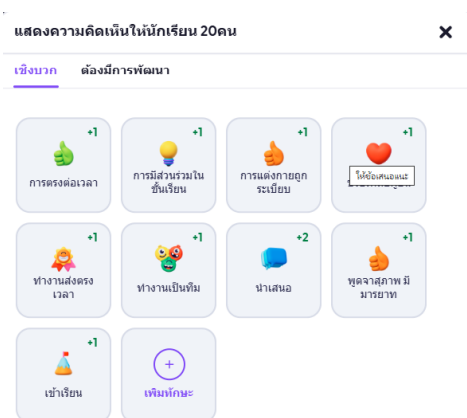 แสดงความคิดเห็นให้นักเรียน 20คน
เชิงบวก ต้องมีการพัฒนา
+1 +1 +1 +1
การตรงต่อเวลา
การมีส่วนร่วมใน
ชั้นเรียน
การแต่งกายถูก
ระเบียบ
ให้ข้อเสนอแนะ
+1 +1 +2 +1
ทำงานส่งตรง
เวลา
ทำงานเป็นทีม
นำเสนอ
พูดจาสุภาพ มี
มารยาท
+1
เข้าเรียน
เพิ่มทักษะ